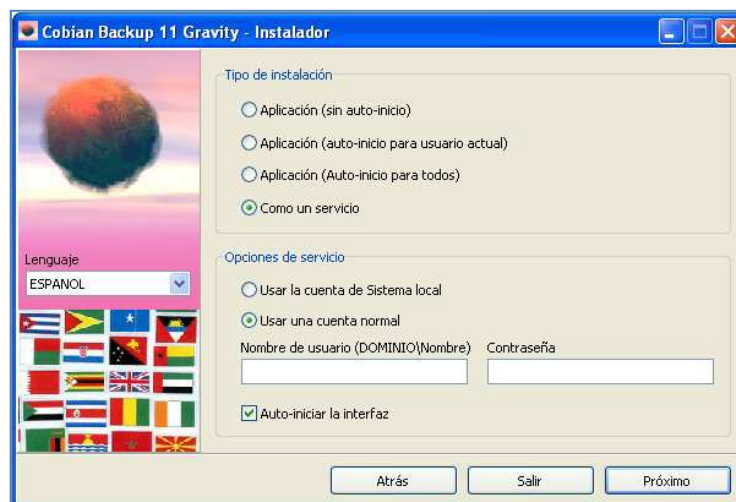 Cobian Backup 11 Gravity - Instalador
Tipo de instalación
Aplicación (sin auto-inicio)
Aplicación (auto-inicio para usuario actual)
Aplicación (Auto-inicio para todos)
Como un servicio
Lenguaje
ESPANOL
Opciones de servicio
Usar la cuenta de Sistema local
Usar una cuenta normal
Nombre de usuario (DOMINIO\Nombre) Contraseña
Auto-iniciar la interfaz
Atrás Salir Próximo